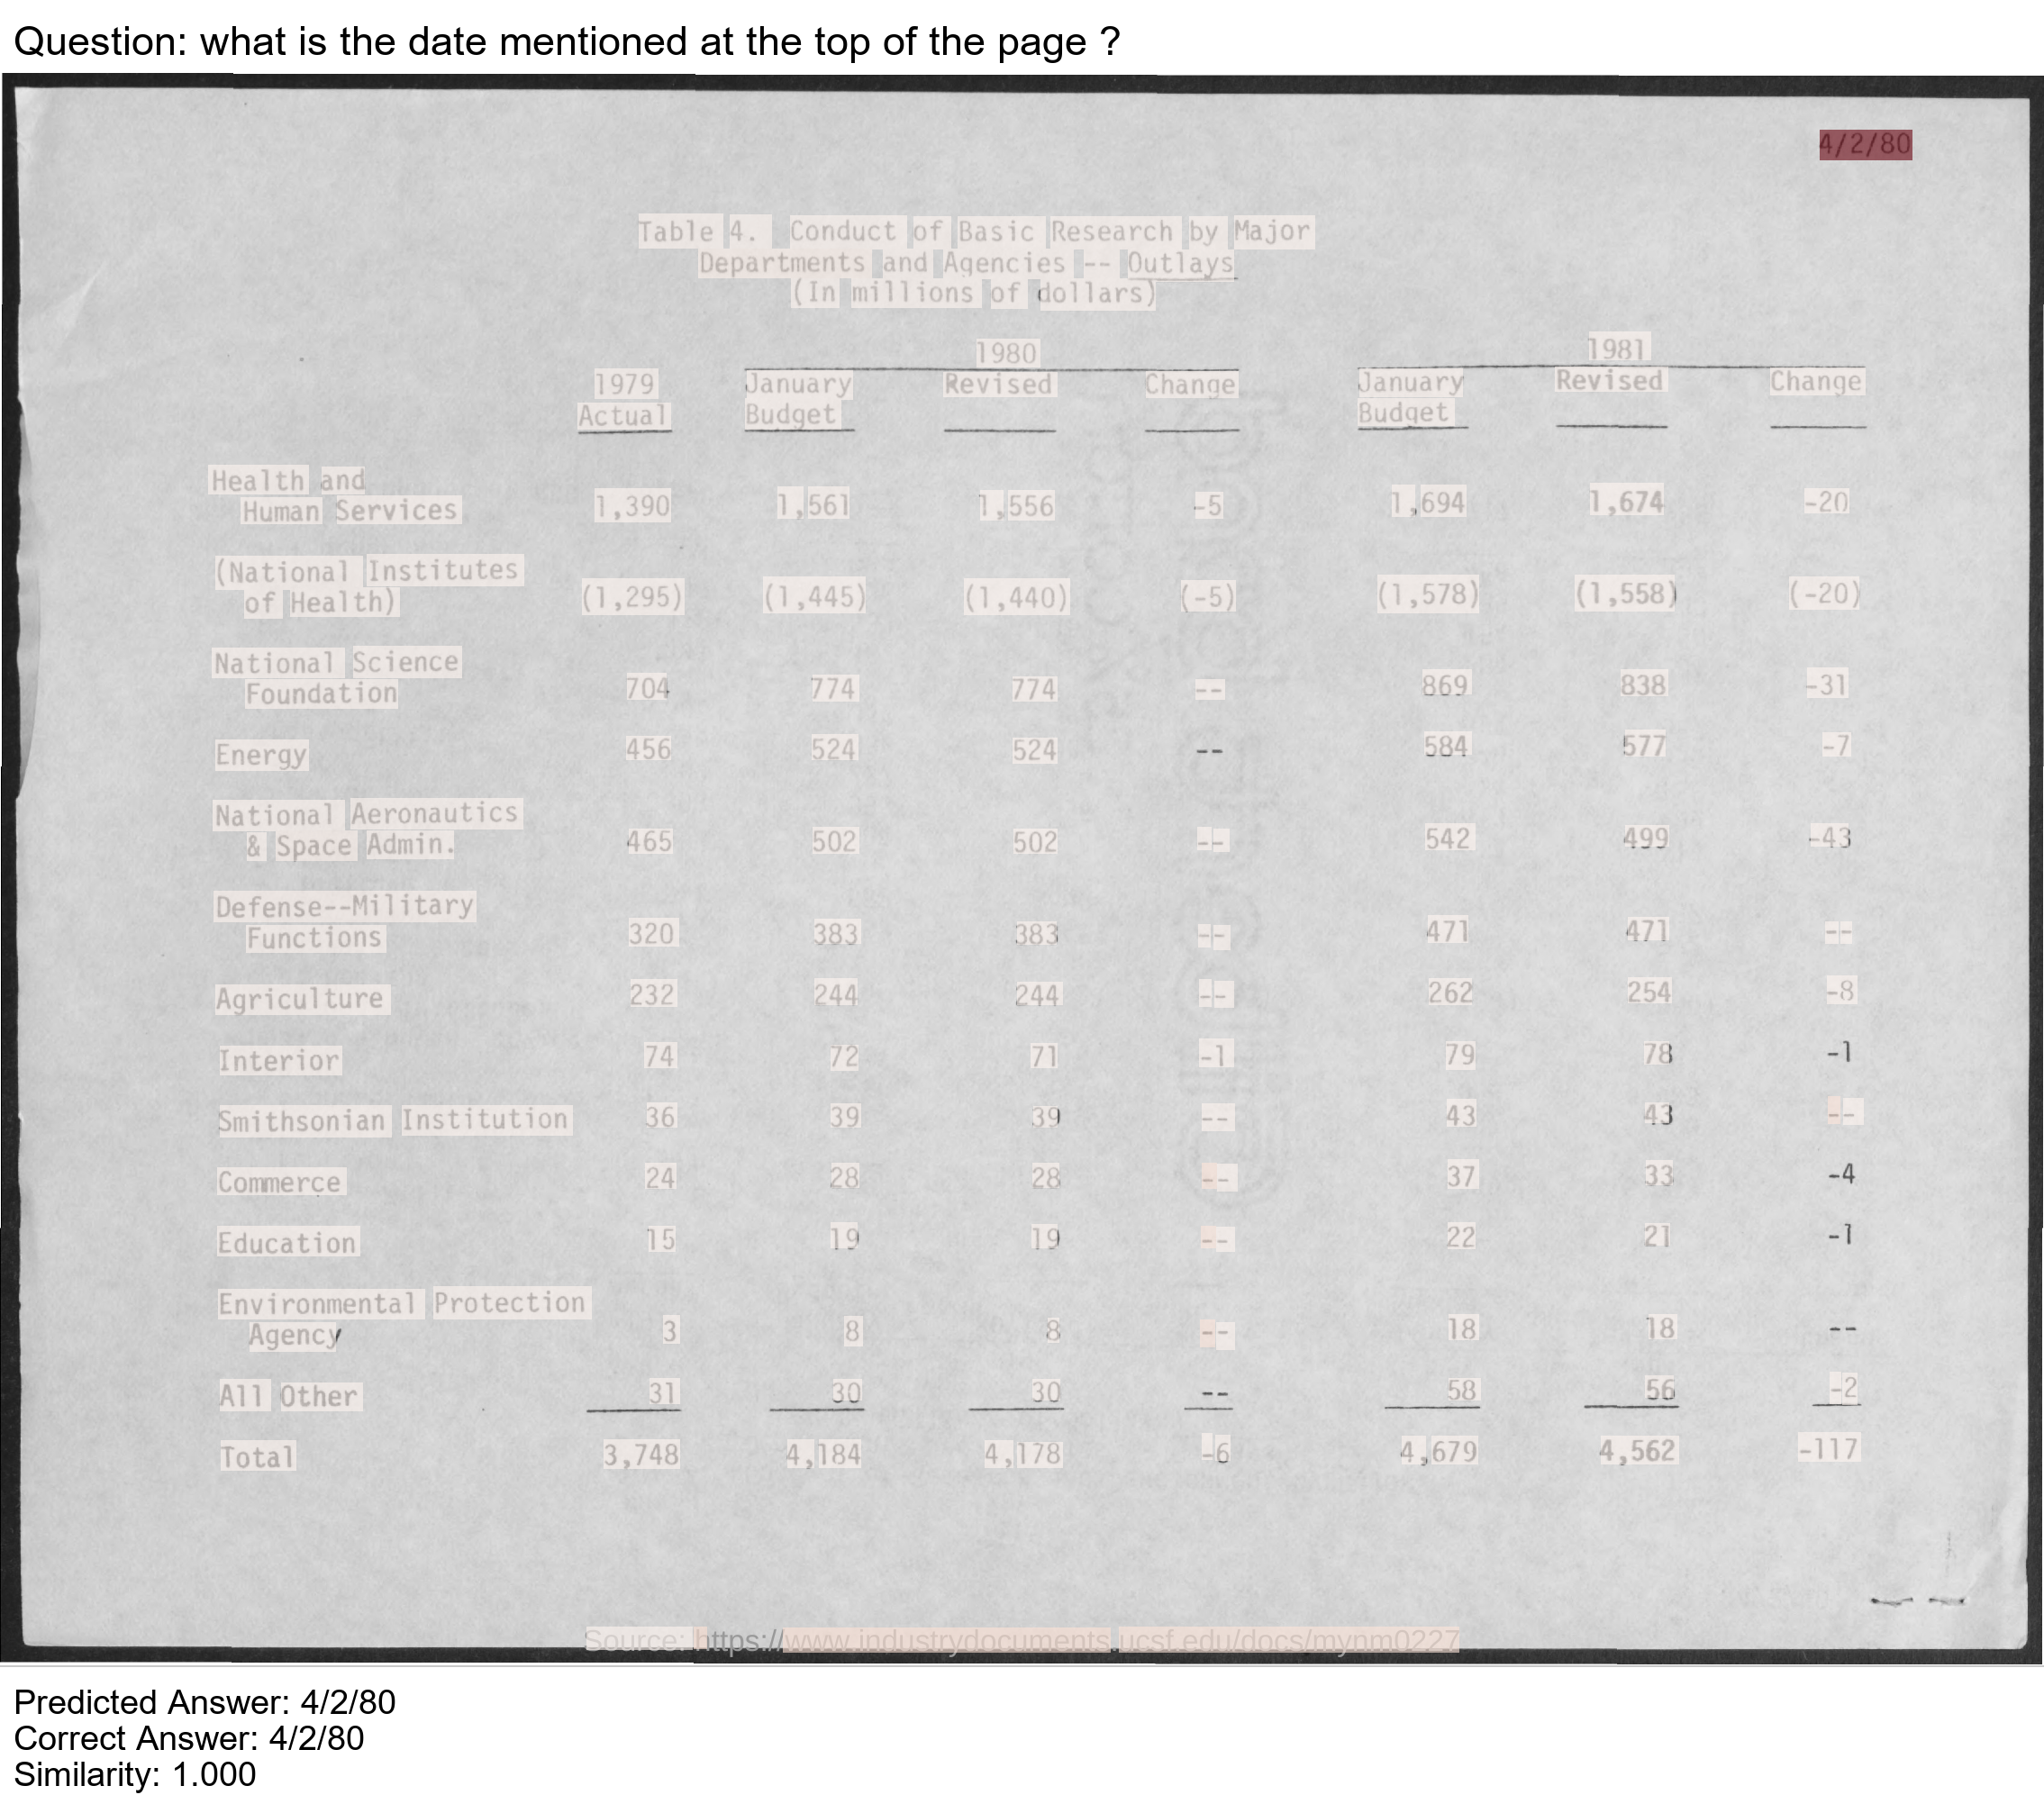 Question: what is the date mentioned at the top of the page ?
4/2/80
Table 4. Conduct of Basic Research by Major
Departments and Agencies -- Outlays
(In millions of dollars)
1980 1981
1979 January Revised Change January Revised Change
Actual Budget Budget
Health and
Human Services 1,390 1,561 1,556 -5 1,694 1,674 -20
(National Institutes
of Health) (1,295) (1,445) (1,440) (-5) (1,578) (1,558) (-20)
National Science
Foundation 704 774 774 -- 869 838 -31
Energy 456 524 524 -- 584 577 -7
National Aeronautics
& Space Admin. 465 502 502 -- 542 499 -43
Defense--Military
Functions 320 383 383 -- 471 471 --
Agriculture 232 244 244 -- 262 254 -8
Interior 74 72 71 -1 79 78 -1
Smithsonian Institution 36 39 39 -- 43 43 --
Commerce 24 28 28 -- 37 33 -4
Education 15 19 19 -- 22 21 -1
Environmental Protection
Agency 3 8 8 -- 18 18 --
All Other 31 30 30 -- 58 56 -2
Total 3,748 4,184 4,178 -6 4,679 4,562 -117
Source: https://www.industrydocuments.ucsf.edu/docs/mynm0227
Predicted Answer: 4/2/80
Correct Answer: 4/2/80
Similarity: 1.000